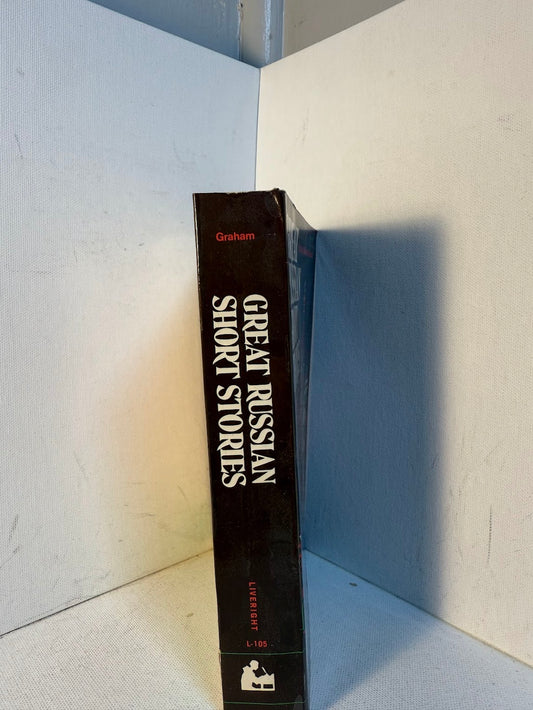 Graham
GREAT RUSSIAN
SHORT STORIES
LIVERIGHT
L-105